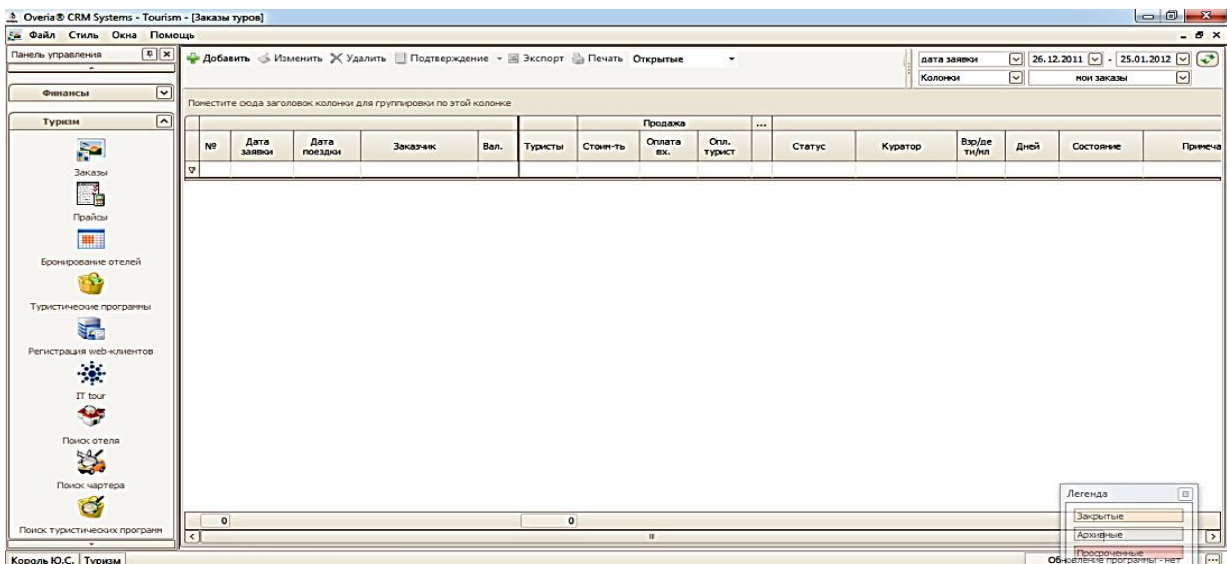 Overia® CRM Systems - Tourism - [Заказы туров]
Файл Стиль Окна Помощь
Панель управления
Финансы
Туризм
Заказы
Прайсы
Бронирование отелей
Туристические программы
Регистрация web-клиентов
IT tour
Поиск отеля
Поиск чартера
Поиск туристических программ
Добавить Изменить Удалить Подтверждение Экспорт Печать Открытые
дата заявки 26.12.2011 - 25.01.2012
Колонки мои заказы
Поместите сюда заголовок колонки для группировки по этой колонке
Продажа ...
№ Дата заявки Дата поездки Заказчик Вал. Туристы Стоим-ть Оплата вх. Опл. турист Статус Куратор Взр/де ти/мл Дней Состояние Примеча
0 0
Легенда
Закрытые
Архивные
Просроченные
Король Ю.С. Туризм
Обновление программы - нет